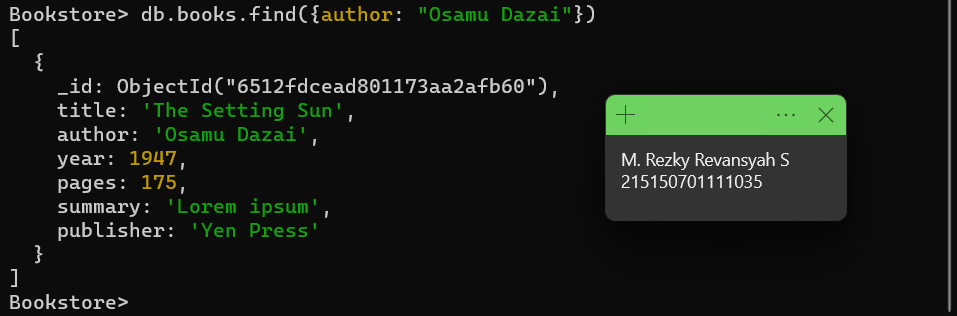 Bookstore> db.books.find({author: "Osamu Dazai"})
[
  {
    _id: ObjectId("6512fdcead801173aa2afb60"),
    title: 'The Setting Sun',
    author: 'Osamu Dazai',
    year: 1947,
    pages: 175,
    summary: 'Lorem ipsum',
    publisher: 'Yen Press'
  }
]
Bookstore>
M. Rezky Revansyah S
215150701111035